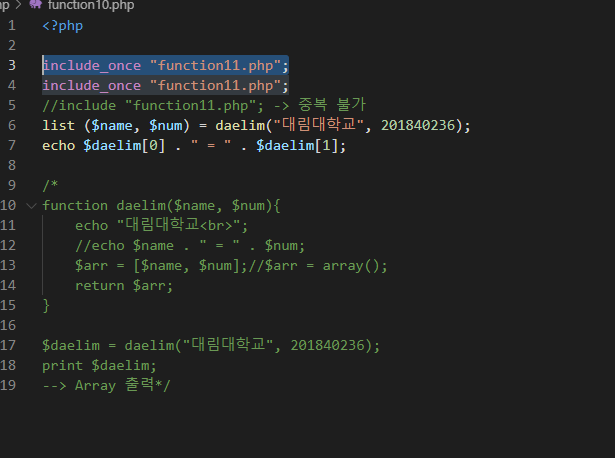 np > function10.php
1 <?php
2
3 include_once "function11.php";
4 include_once "function11.php";
5 //include "function11.php"; -> 중복 불가
6 list ($name, $num) = daelim("대림대학교", 201840236);
7 echo $daelim[0] . " = " . $daelim[1];
8
9 /*
10 function daelim($name, $num){
11 echo "대림대학교<br>";
12 //echo $name . " = " . $num;
13 $arr = [$name, $num];//$arr = array();
14 return $arr;
15 }
16
17 $daelim = daelim("대림대학교", 201840236);
18 print $daelim;
19 --> Array 출력*/